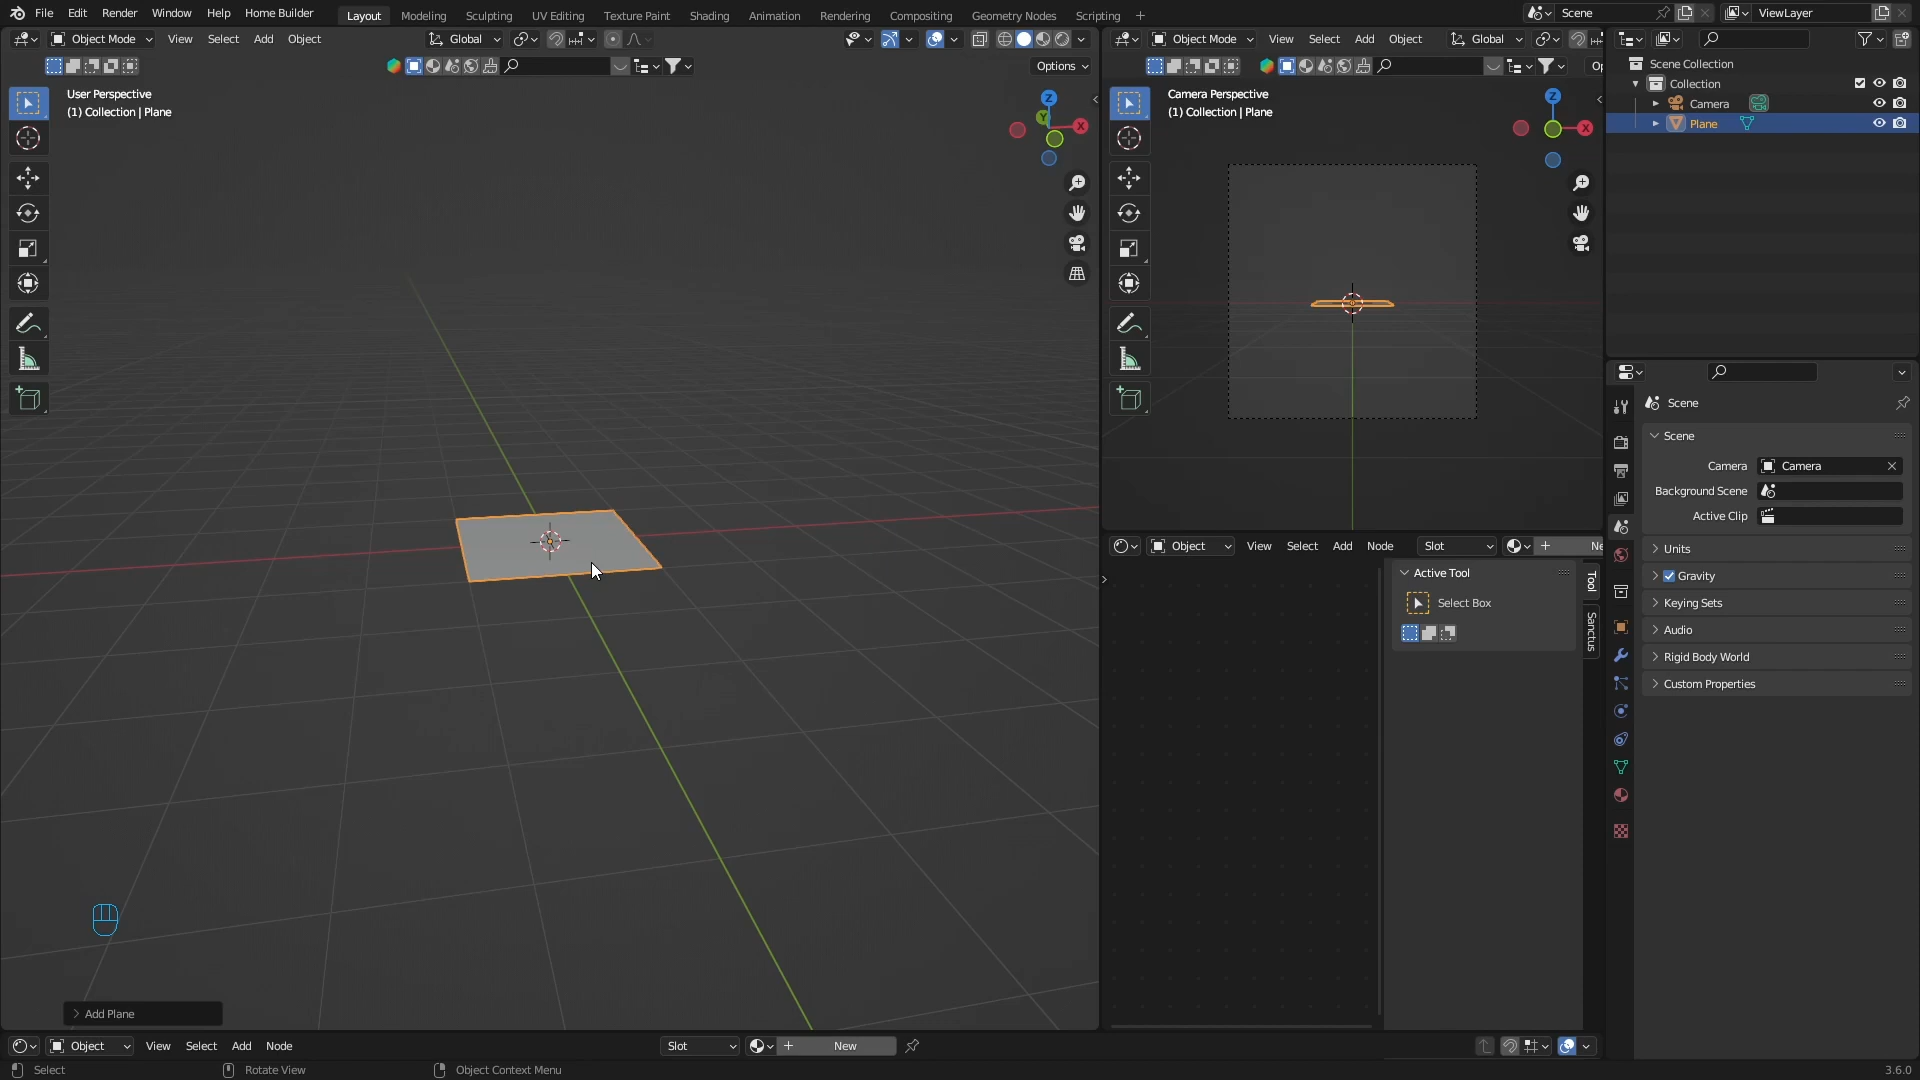 File Edit Render Window Help Home Builder
Layout Modeling Sculpting UV Editing Texture Paint Shading Animation Rendering Compositing Geometry Nodes Scripting +
Scene ViewLayer
Object Mode View Select Add Object Global
Options
User Perspective
(1) Collection | Plane
Z
Y
X
Add Plane
Object Mode View Select Add Object Global
Op
Camera Perspective
(1) Collection | Plane
Z
X
Object View Select Add Node Slot Ne
Active Tool
Select Box
Tool
Sanctus
Scene Collection
Collection
Camera
Plane
Scene
Scene
Camera Camera
Background Scene
Active Clip
Units
Gravity
Keying Sets
Audio
Rigid Body World
Custom Properties
Object View Select Add Node Slot New
Select Rotate View Object Context Menu 3.6.0